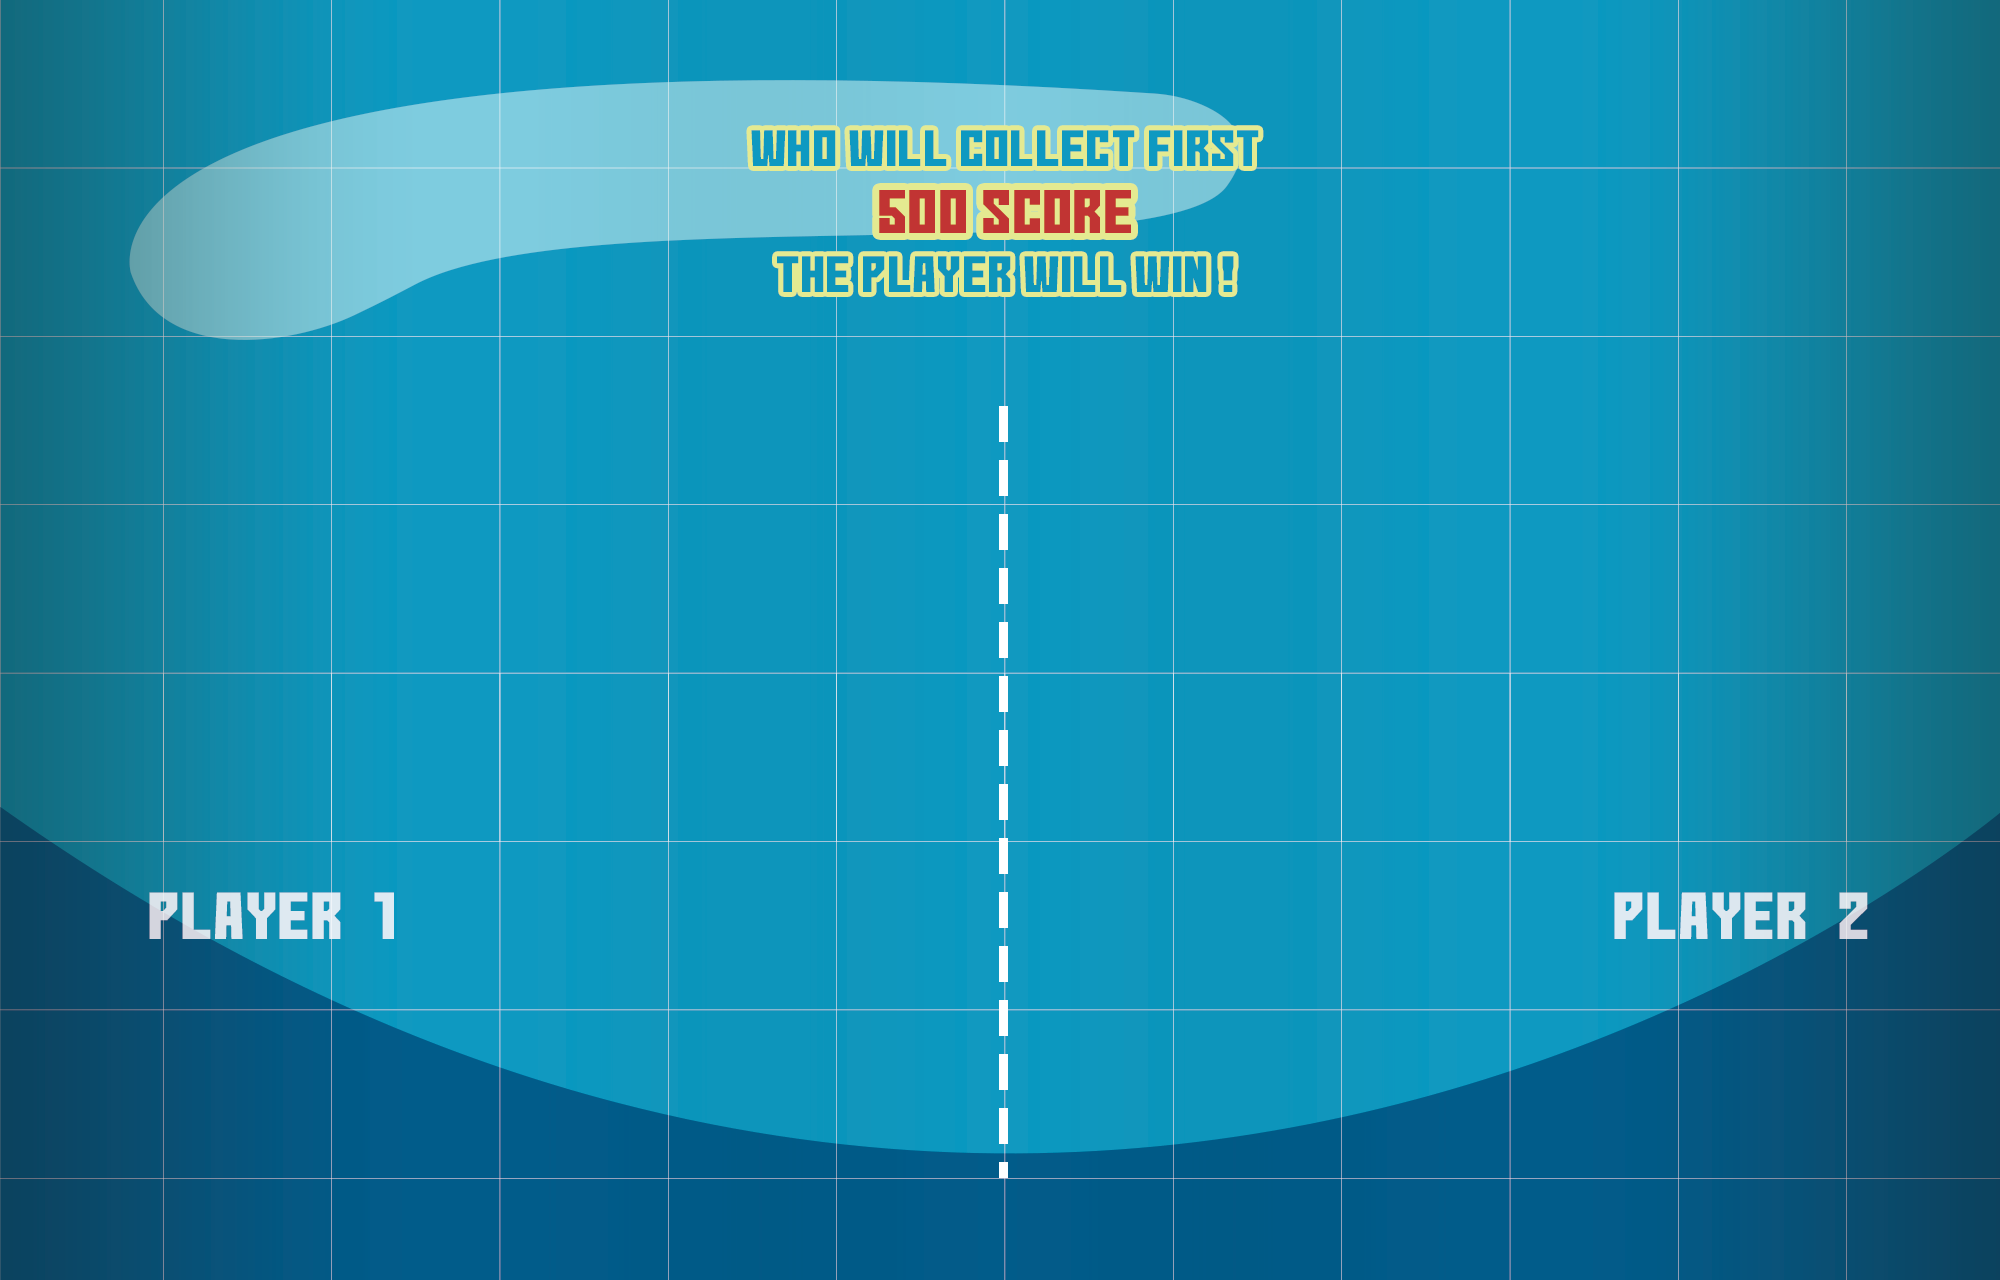 WHO WILL COLLECT FIRST
500 SCORE
THE PLAYER WILL WIN !
PLAYER 1
PLAYER 2